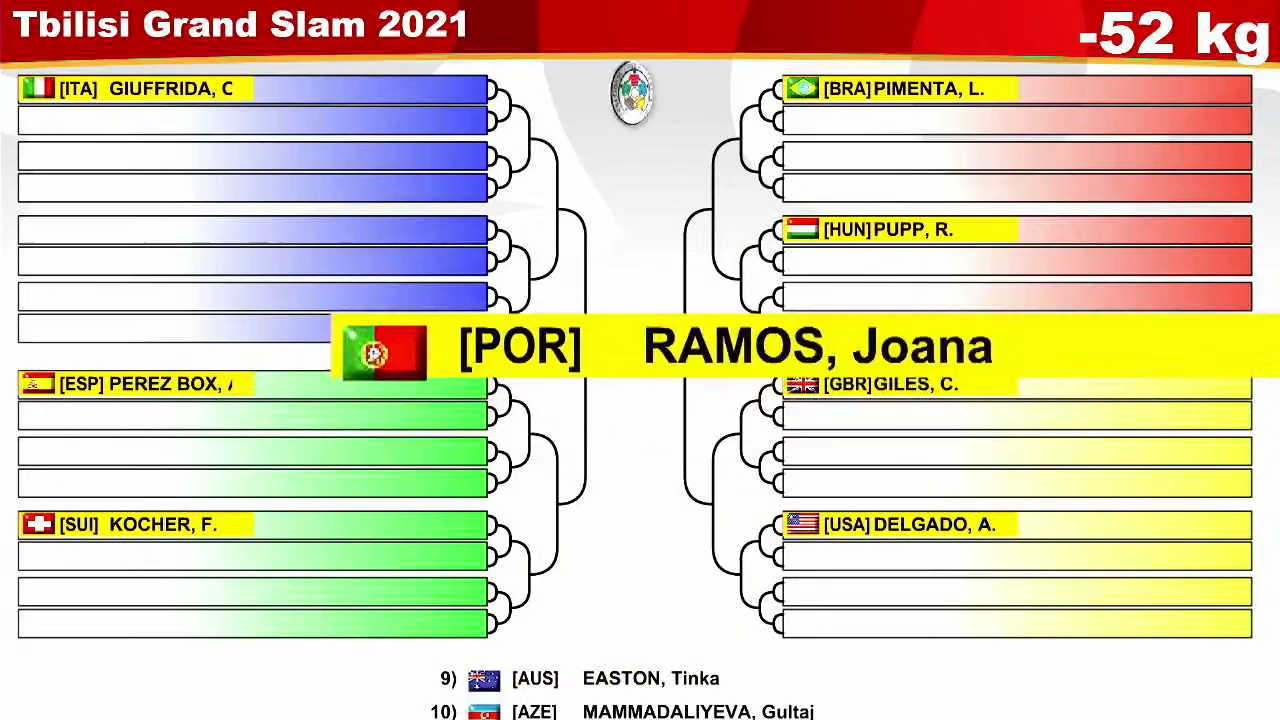 Tbilisi Grand Slam 2021
-52 kg
[ITA] GIUFFRIDA, C
[BRA] PIMENTA, L.
[HUN] PUPP, R.
[POR] RAMOS, Joana
[ESP] PEREZ BOX,
[GBR] GILES, C.
[SUI] KOCHER, F.
[USA] DELGADO, A.
9) [AUS] EASTON, Tinka
10) [AZE] MAMMADALIYEVA, Gultaj